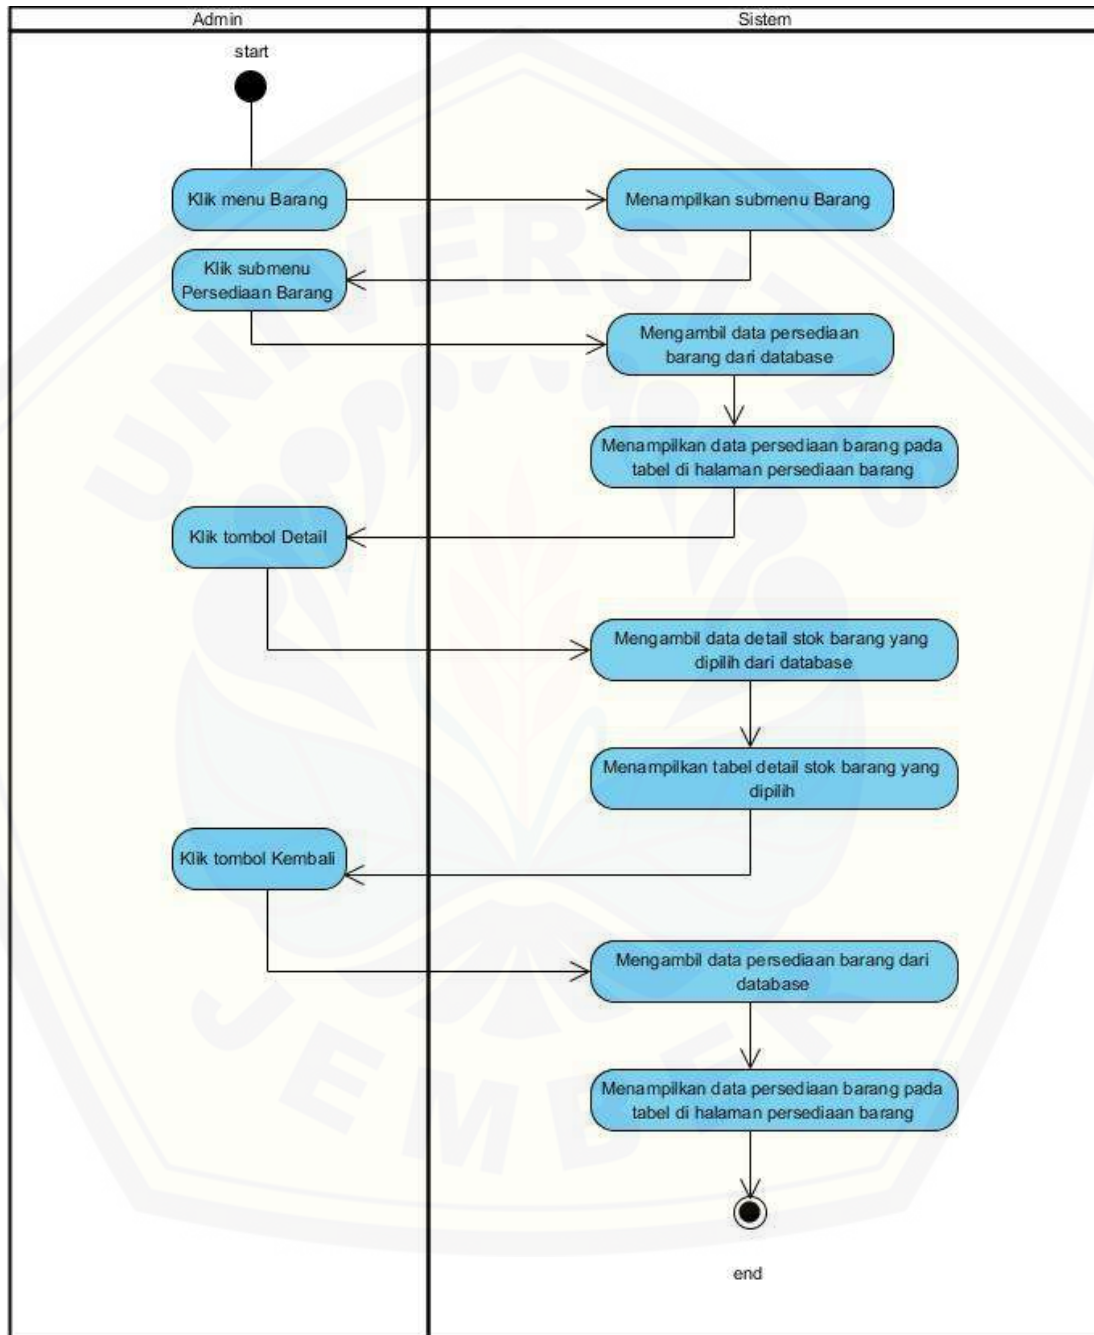 Admin
Sistem
start
Klik menu Barang
Menampilkan submenu Barang
Klik submenu
Persediaan Barang
Mengambil data persediaan
barang dari database
Menampilkan data persediaan barang pada
tabel di halaman persediaan barang
Klik tombol Detail
Mengambil data detail stok barang yang
dipilih dari database
Menampilkan tabel detail stok barang yang
dipilih
Klik tombol Kembali
Mengambil data persediaan barang dari
database
Menampilkan data persediaan barang pada
tabel di halaman persediaan barang
end
UNIVERSITAS
JEMBER